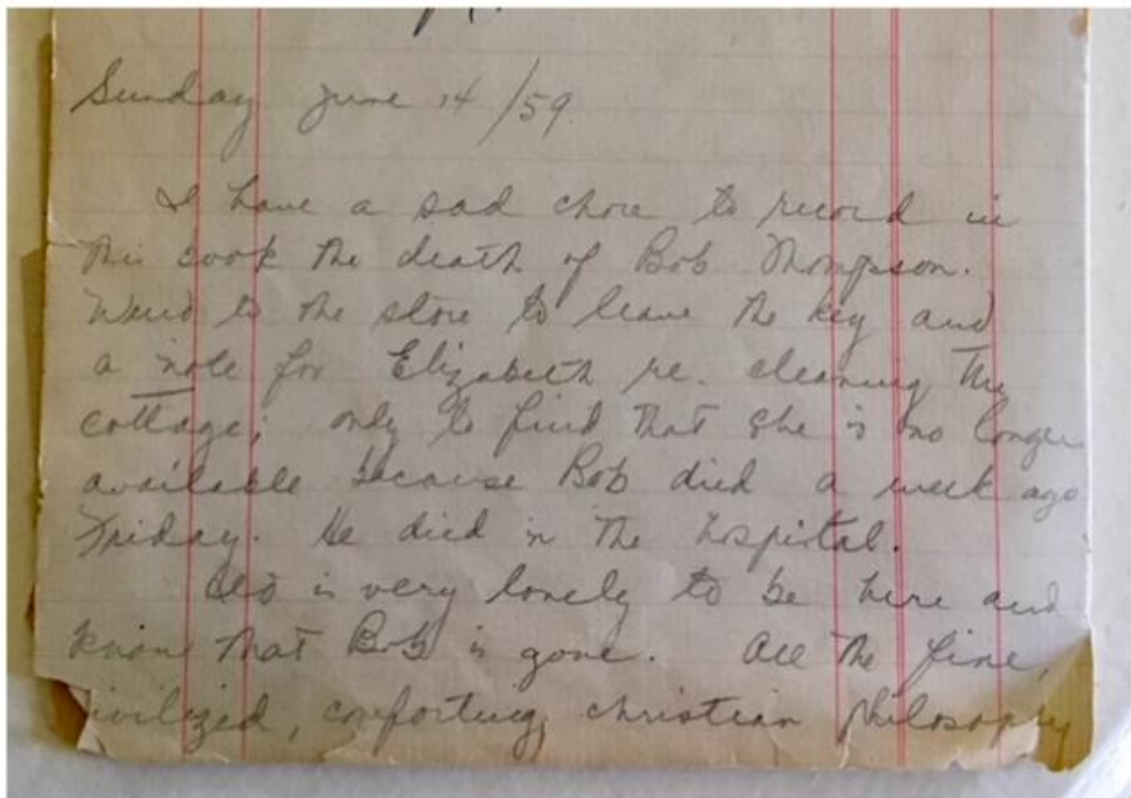 Sunday June 14/59.
I have a sad chore to record in
this book the death of Bob Thompson.
Went to the store to leave the key and
a note for Elizabeth re. cleaning the
cottage; only to find that she is no longer
available because Bob died a week ago
Friday. He died in the hospital.
is very lonely to be here and
know that Bob is gone. All the fine,
civilized, comforting, christian philosophy